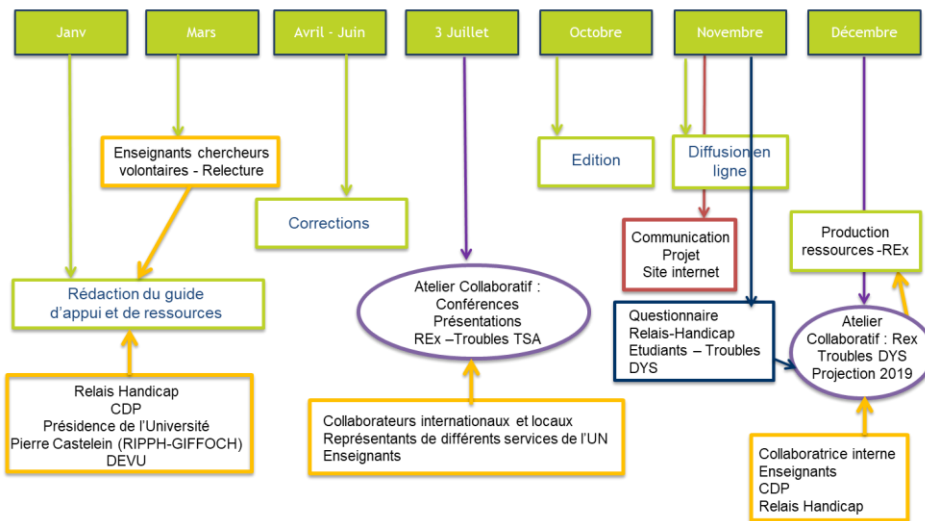 Janv
Mars
Avril - Juin
3 Juillet
Octobre
Novembre
Décembre
Enseignants chercheurs
volontaires - Relecture
Edition
Diffusion en
ligne
Corrections
Communication
Projet
Site internet
Production
ressources -REx
Rédaction du guide
d'appui et de ressources
Atelier Collaboratif :
Conférences
Présentations
REx –Troubles TSA
Questionnaire
Relais-Handicap
Etudiants – Troubles
DYS
Atelier
Collaboratif : Rex
Troubles DYS
Projection 2019
Relais Handicap
CDP
Présidence de l'Université
Pierre Castelein (RIPPH-GIFFOCH)
DEVU
Collaborateurs internationaux et locaux
Représentants de différents services de l'UN
Enseignants
Collaboratrice interne
Enseignants
CDP
Relais Handicap